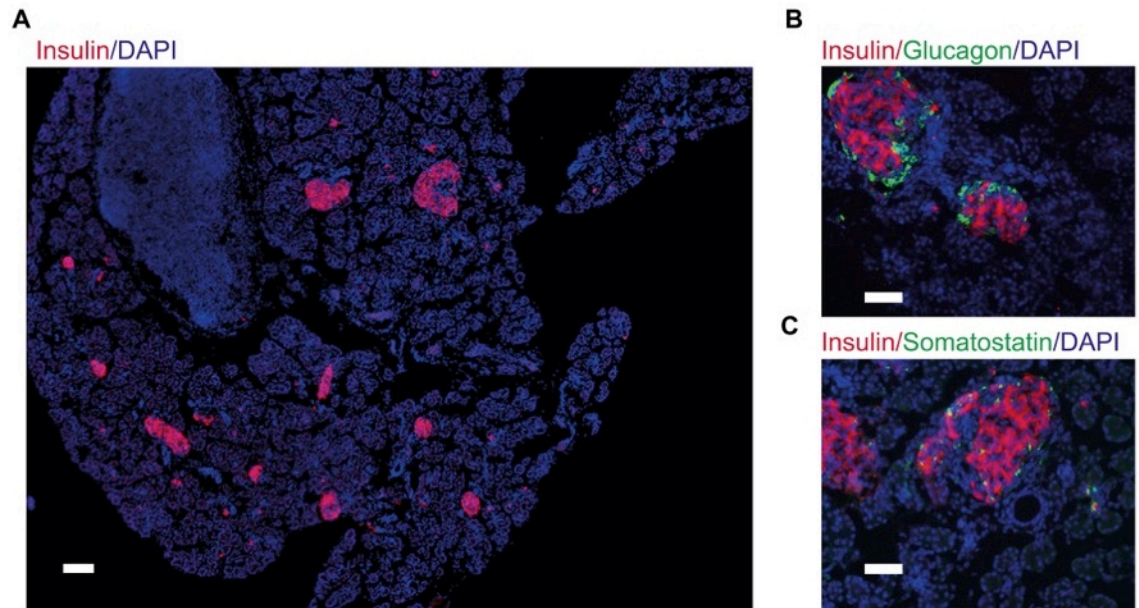 A
Insulin/DAPI
B
Insulin/Glucagon/DAPI
C
Insulin/Somatostatin/DAPI